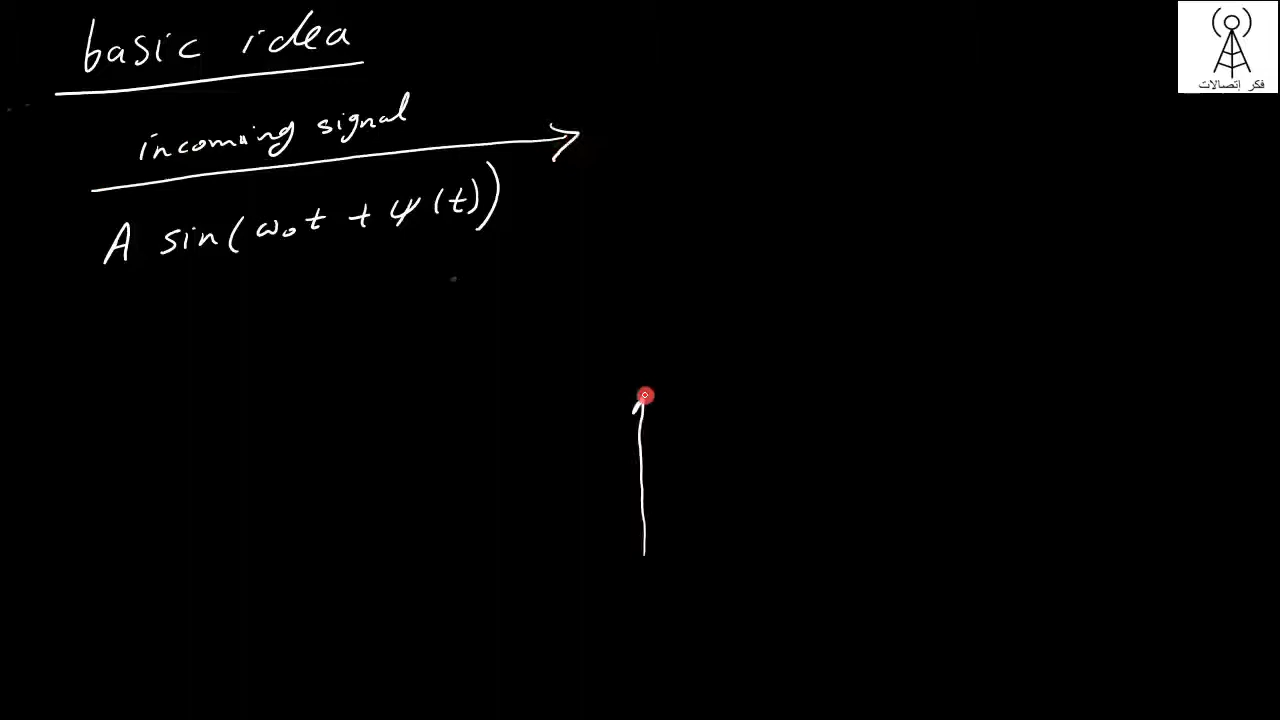 basic idea
incoming signal
A sin(ω₀t + ψ(t))
فكر إتصالات